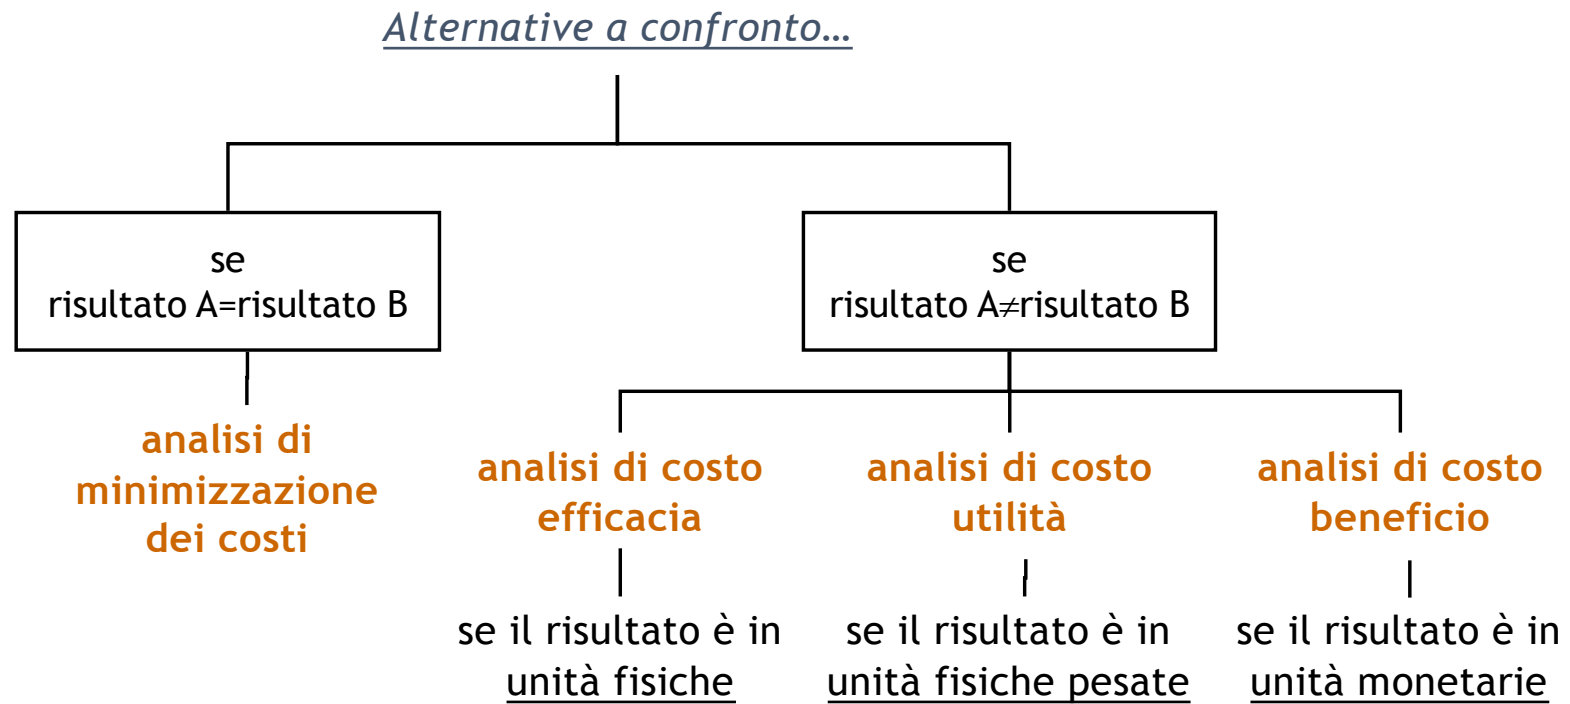 Alternative a confronto…
se
risultato A=risultato B
se
risultato A≠risultato B
analisi di
minimizzazione
dei costi
analisi di costo
efficacia
analisi di costo
utilità
analisi di costo
beneficio
se il risultato è in
unità fisiche
se il risultato è in
unità fisiche pesate
se il risultato è in
unità monetarie